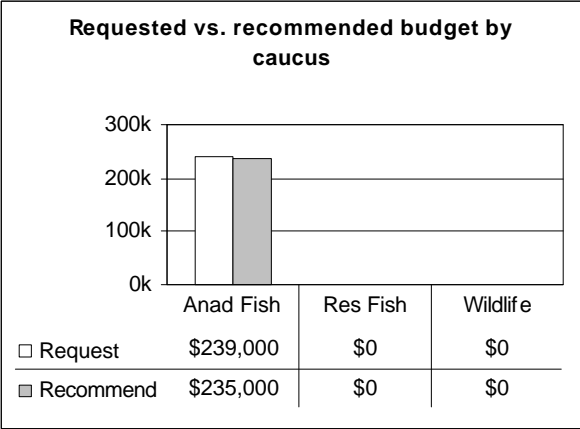 Requested vs. recommended budget by
caucus
300k
200k
100k
0k
Anad Fish Res Fish Wildlife
Request $239,000 $0 $0
Recommend $235,000 $0 $0